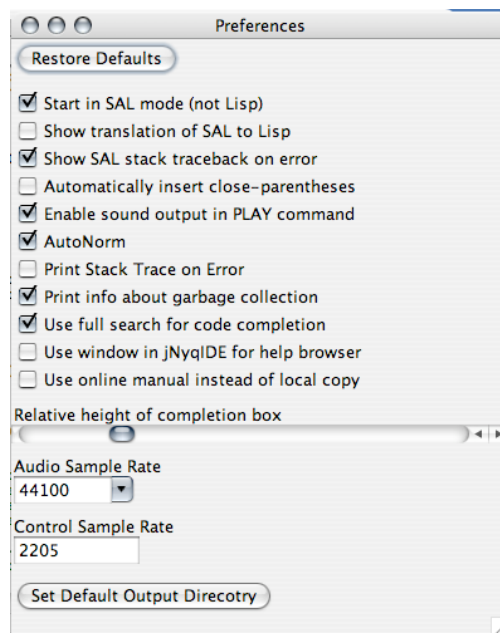 Preferences
Restore Defaults
Start in SAL mode (not Lisp)
Show translation of SAL to Lisp
Show SAL stack traceback on error
Automatically insert close-parentheses
Enable sound output in PLAY command
AutoNorm
Print Stack Trace on Error
Print info about garbage collection
Use full search for code completion
Use window in jNyqIDE for help browser
Use online manual instead of local copy
Relative height of completion box
Audio Sample Rate
44100
Control Sample Rate
2205
Set Default Output Direcotry